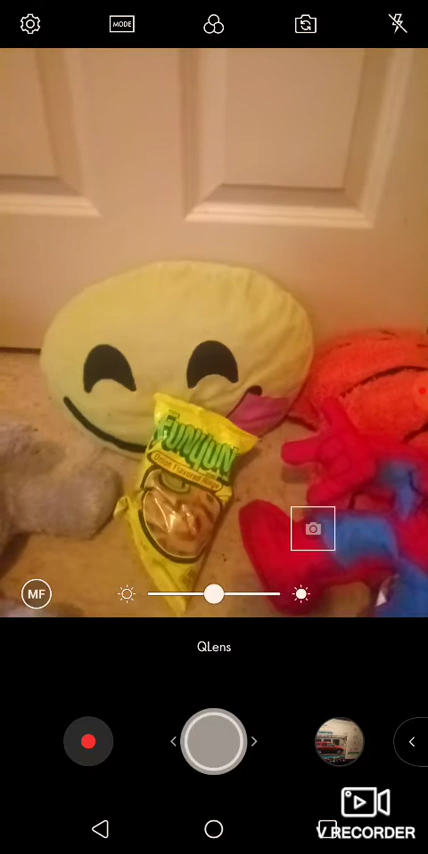 MODE
FUNYUNS
Onion Flavored Rings
MF
QLens
V RECORDER